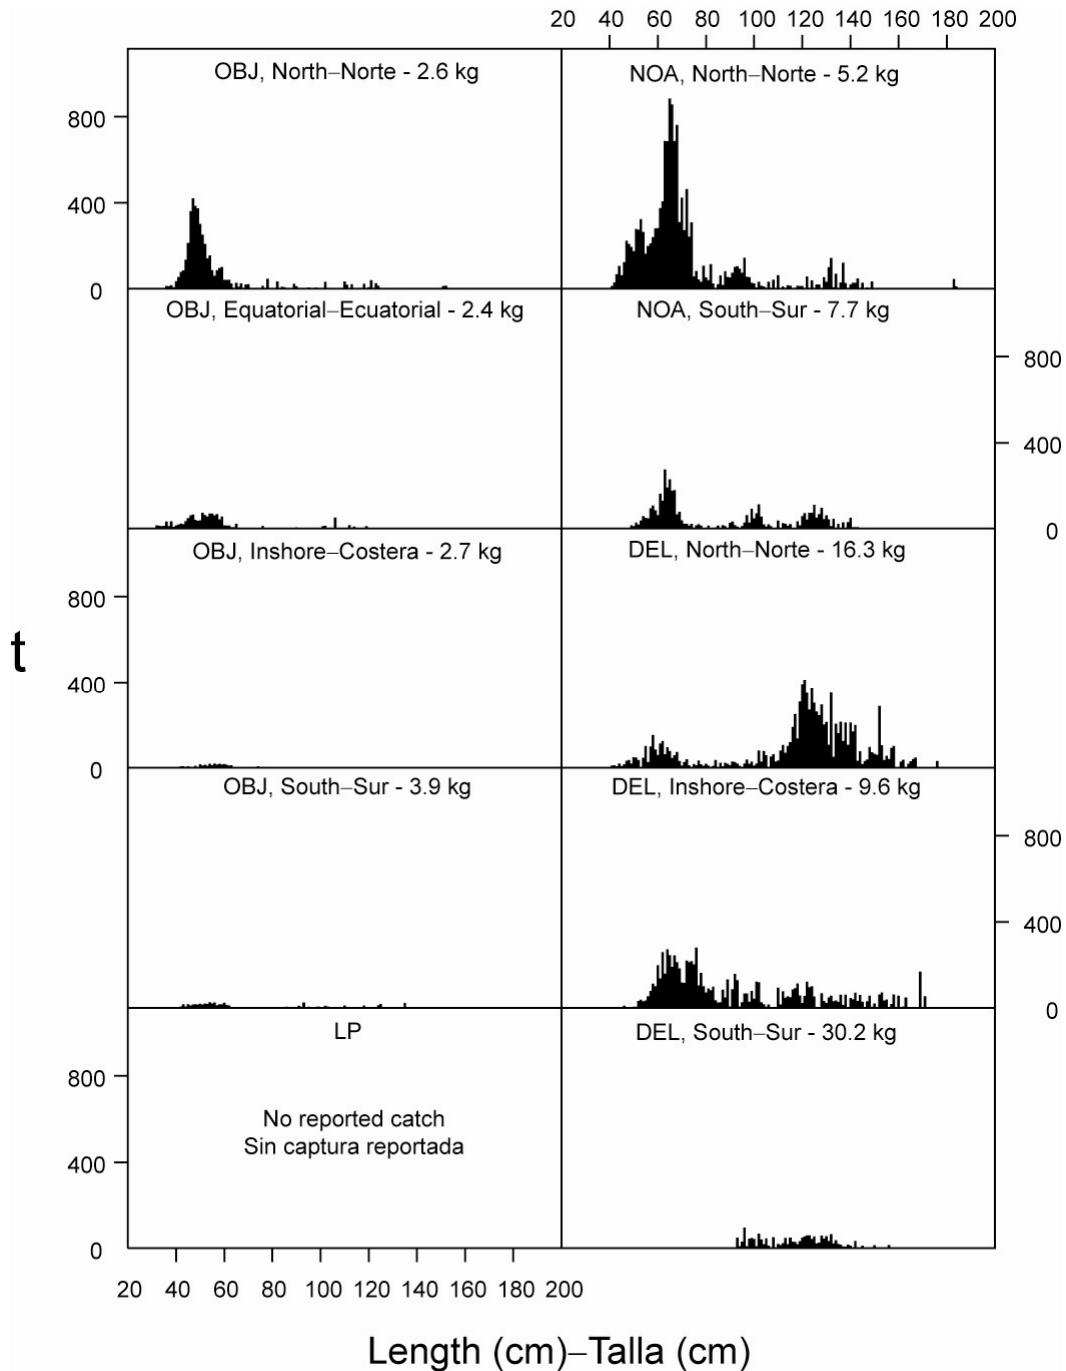 20 40 60 80 100 120 140 160 180 200
OBJ, North–Norte - 2.6 kg
NOA, North–Norte - 5.2 kg
800
400
0
OBJ, Equatorial–Ecuatorial - 2.4 kg
NOA, South–Sur - 7.7 kg
800
400
0
OBJ, Inshore–Costera - 2.7 kg
DEL, North–Norte - 16.3 kg
800
400
0
t
OBJ, South–Sur - 3.9 kg
DEL, Inshore–Costera - 9.6 kg
800
400
0
LP
DEL, South–Sur - 30.2 kg
800
400
0
No reported catch
Sin captura reportada
20 40 60 80 100 120 140 160 180 200
Length (cm)–Talla (cm)